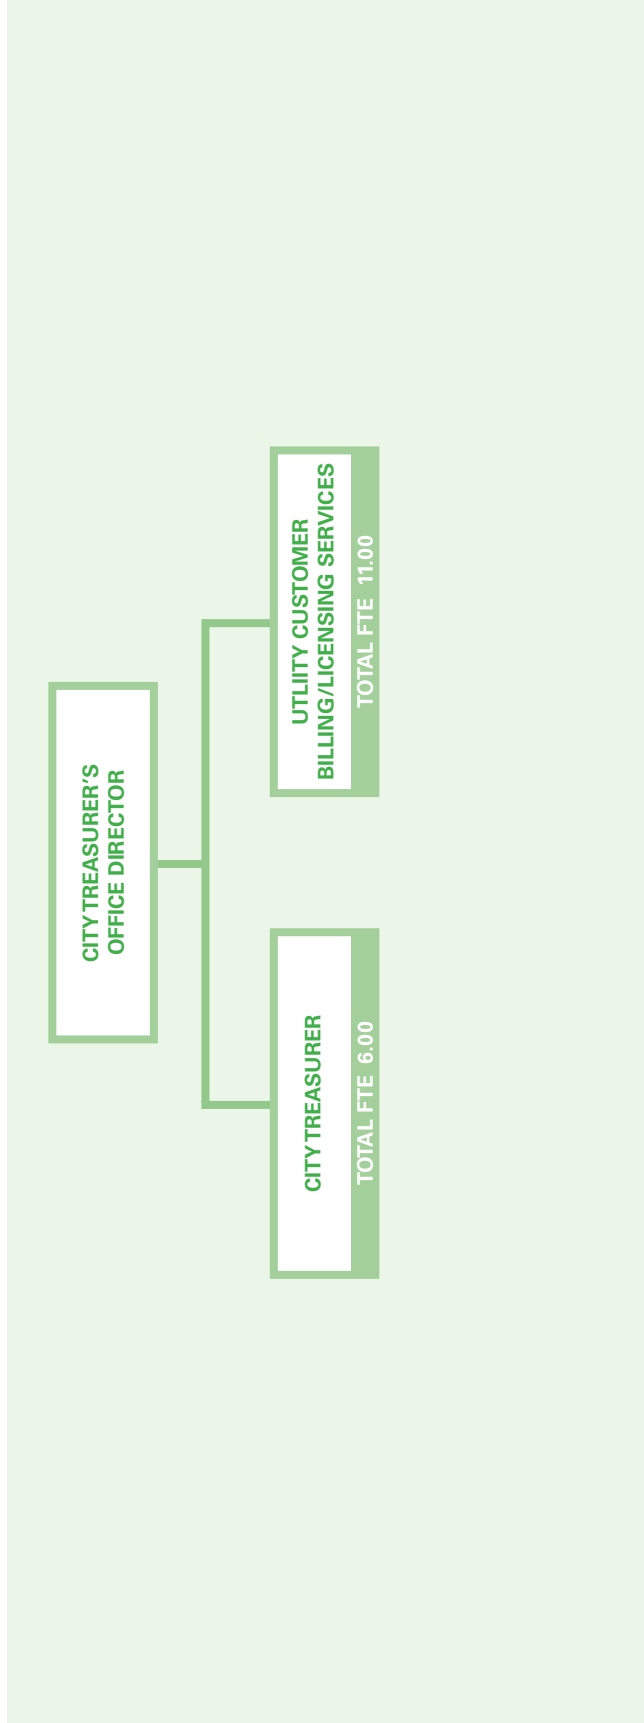 CITY TREASURER'S
OFFICE DIRECTOR
CITY TREASURER
TOTAL FTE 6.00
UTLIITY CUSTOMER
BILLING/LICENSING SERVICES
TOTAL FTE 11.00